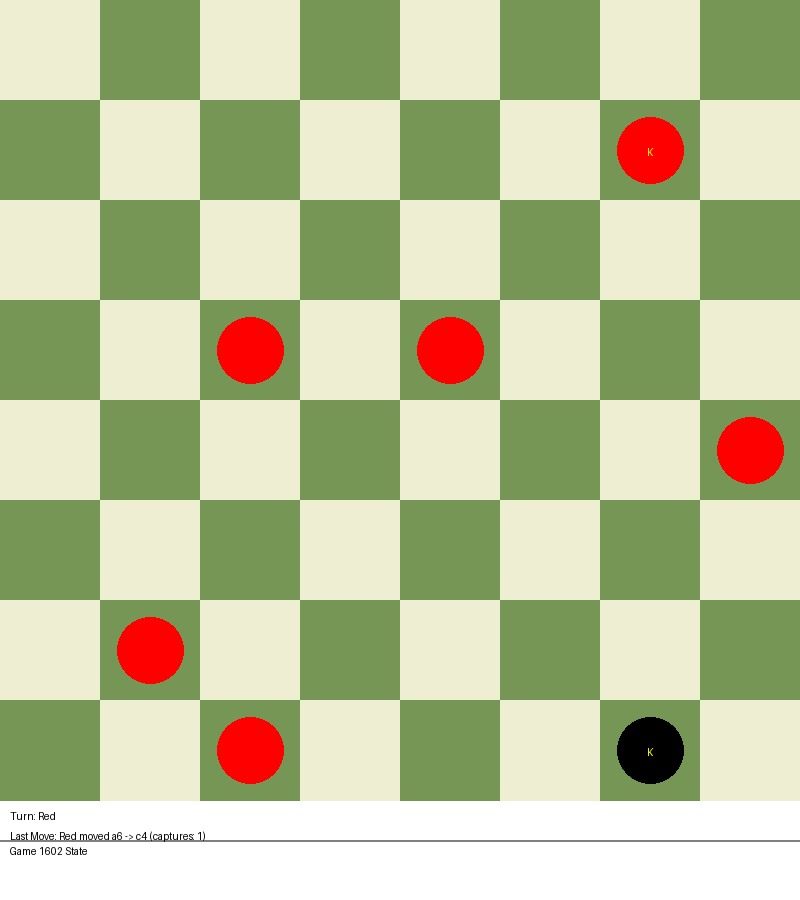 K
K
Turn: Red
Last Move: Red moved a6 -> c4 (captures: 1)
Game 1602 State